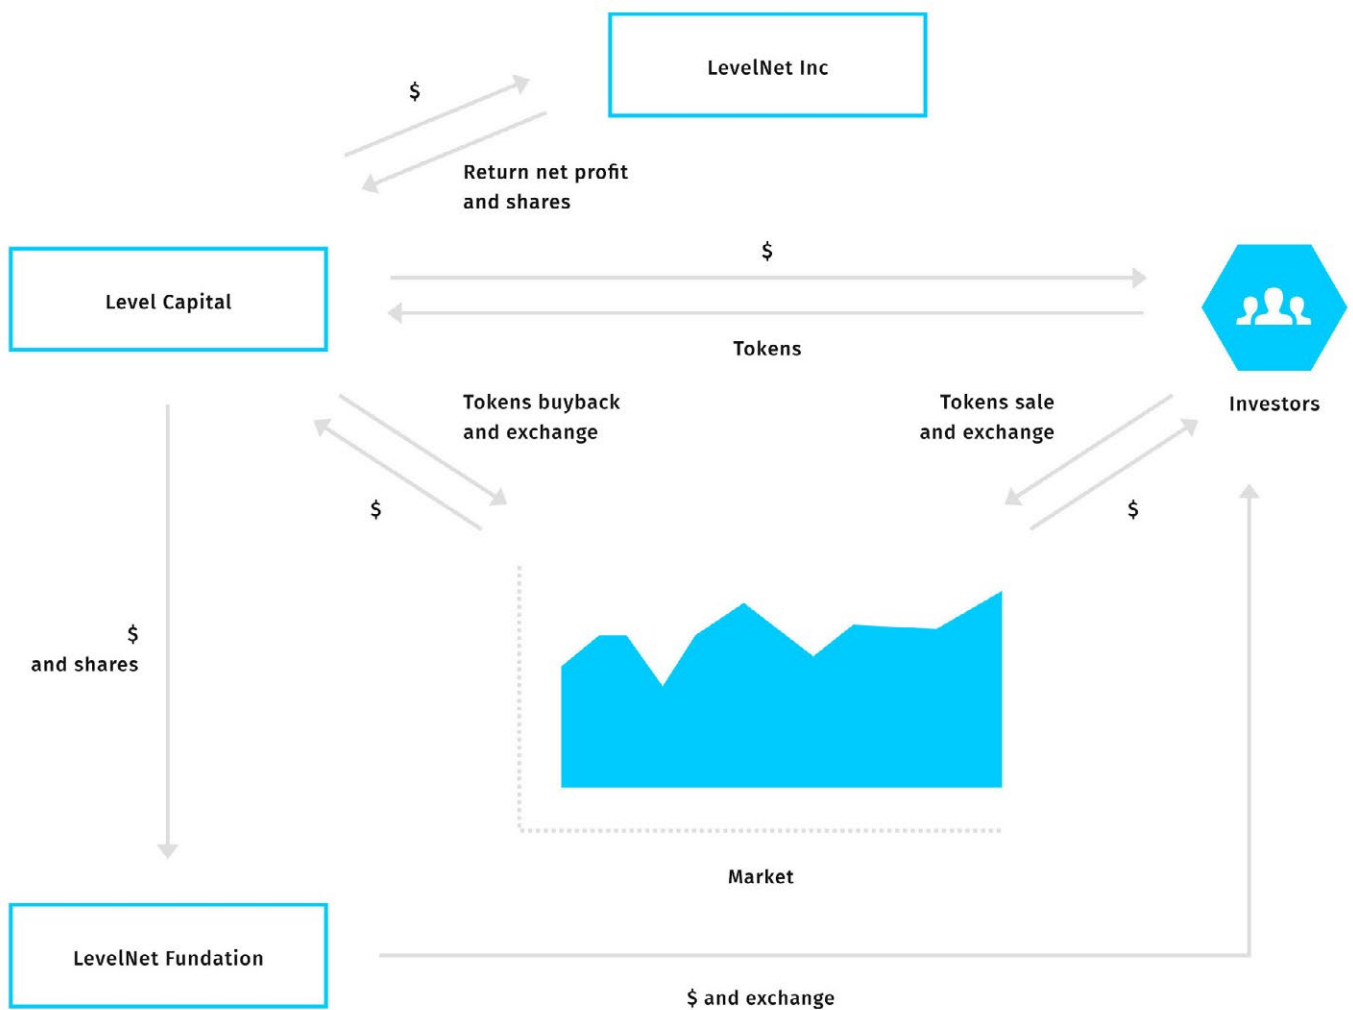 LevelNet Inc
$
Return net profit
and shares
$
Level Capital
Tokens
Tokens buyback
and exchange
Tokens sale
and exchange
Investors
$
$
$
and shares
Market
LevelNet Fundation
$ and exchange